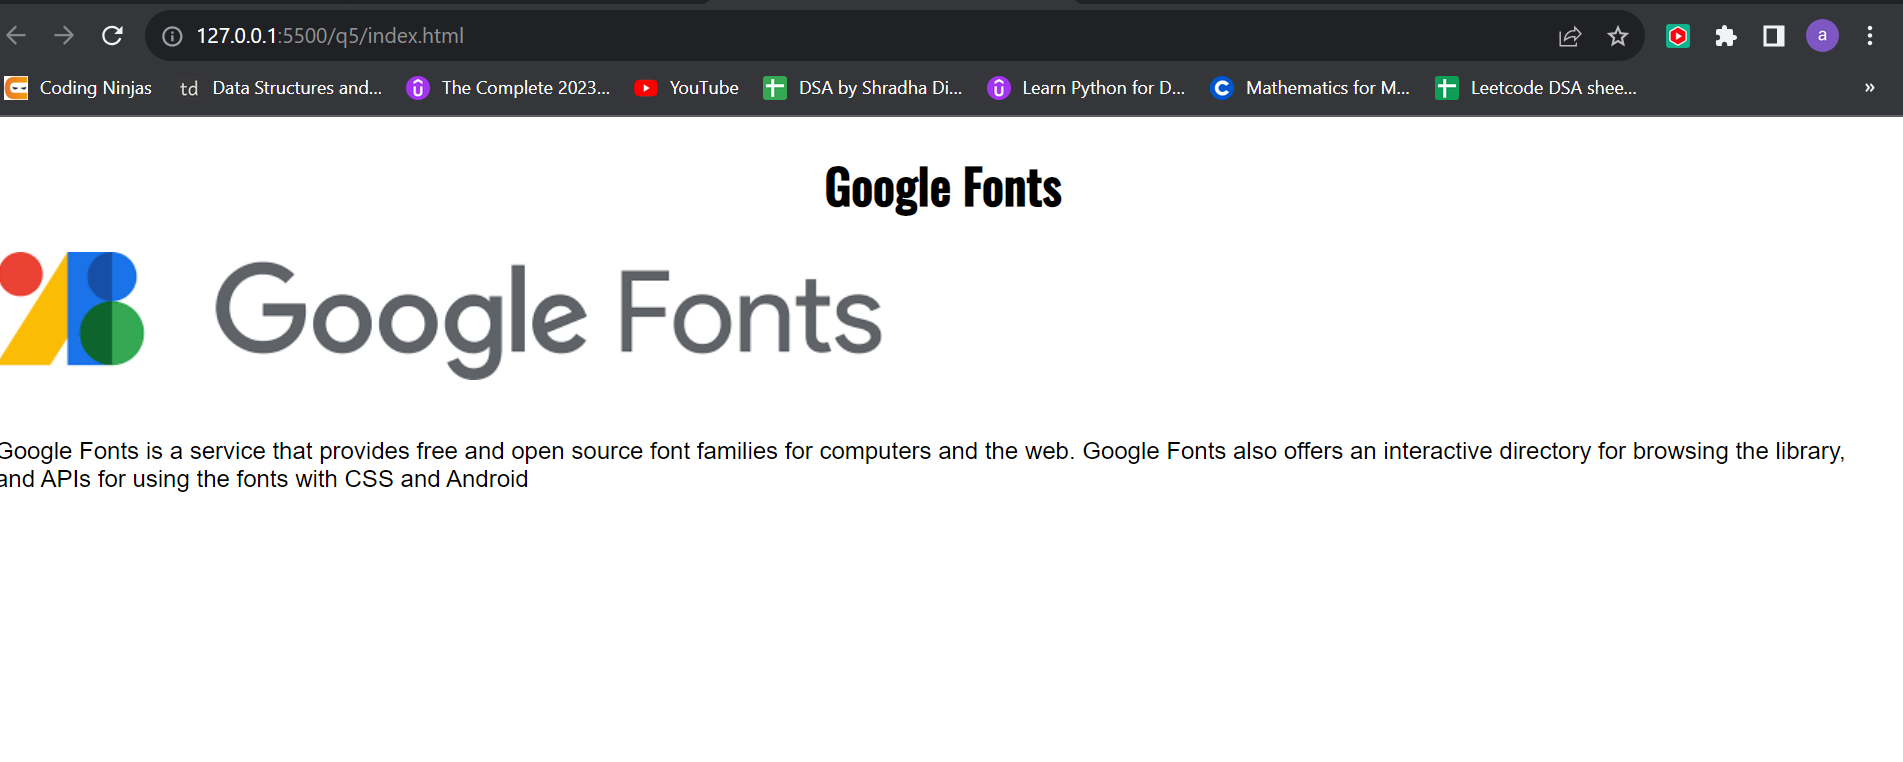 127.0.0.1:5500/q5/index.html
a
Coding Ninjas
td Data Structures and...
The Complete 2023...
YouTube
DSA by Shradha Di...
Learn Python for D...
Mathematics for M...
Leetcode DSA shee...
»
Google Fonts
Google Fonts
Google Fonts is a service that provides free and open source font families for computers and the web. Google Fonts also offers an interactive directory for browsing the library,
and APIs for using the fonts with CSS and Android